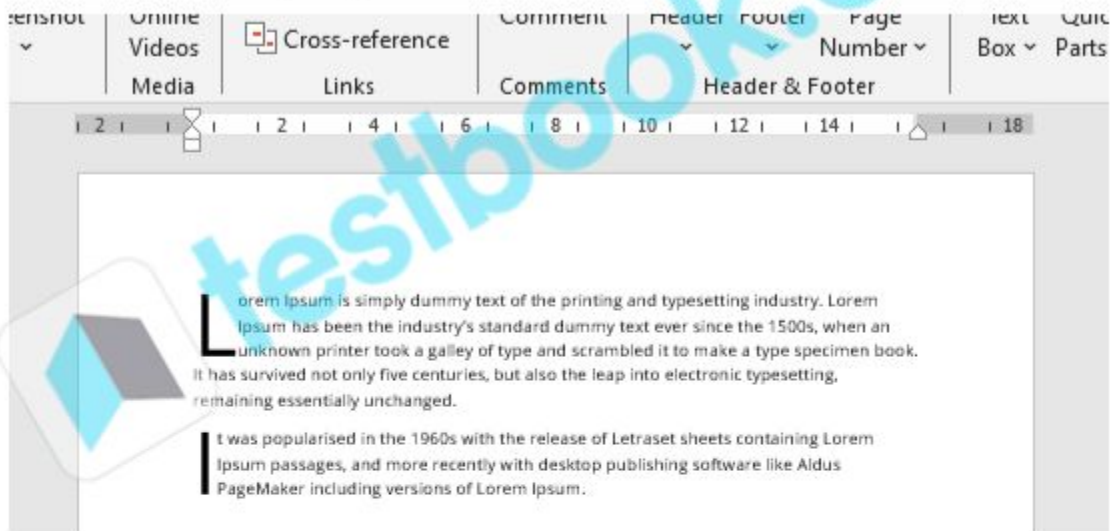 eenshot Online Comment Header Footer Page Text Quic
Videos Cross-reference Number Box Parts
Media Links Comments Header & Footer
2 2 4 6 8 10 12 14 18
testbook.c
Lorem Ipsum is simply dummy text of the printing and typesetting industry. Lorem
Ipsum has been the industry's standard dummy text ever since the 1500s, when an
unknown printer took a galley of type and scrambled it to make a type specimen book.
It has survived not only five centuries, but also the leap into electronic typesetting,
remaining essentially unchanged.
It was popularised in the 1960s with the release of Letraset sheets containing Lorem
Ipsum passages, and more recently with desktop publishing software like Aldus
PageMaker including versions of Lorem Ipsum.